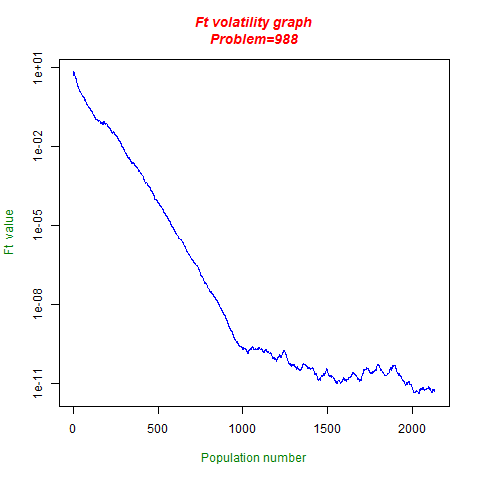 Ft volatility graph
Problem=988
1e+01
1e-02
1e-05
1e-08
1e-11
Ft value
0 500 1000 1500 2000
Population number